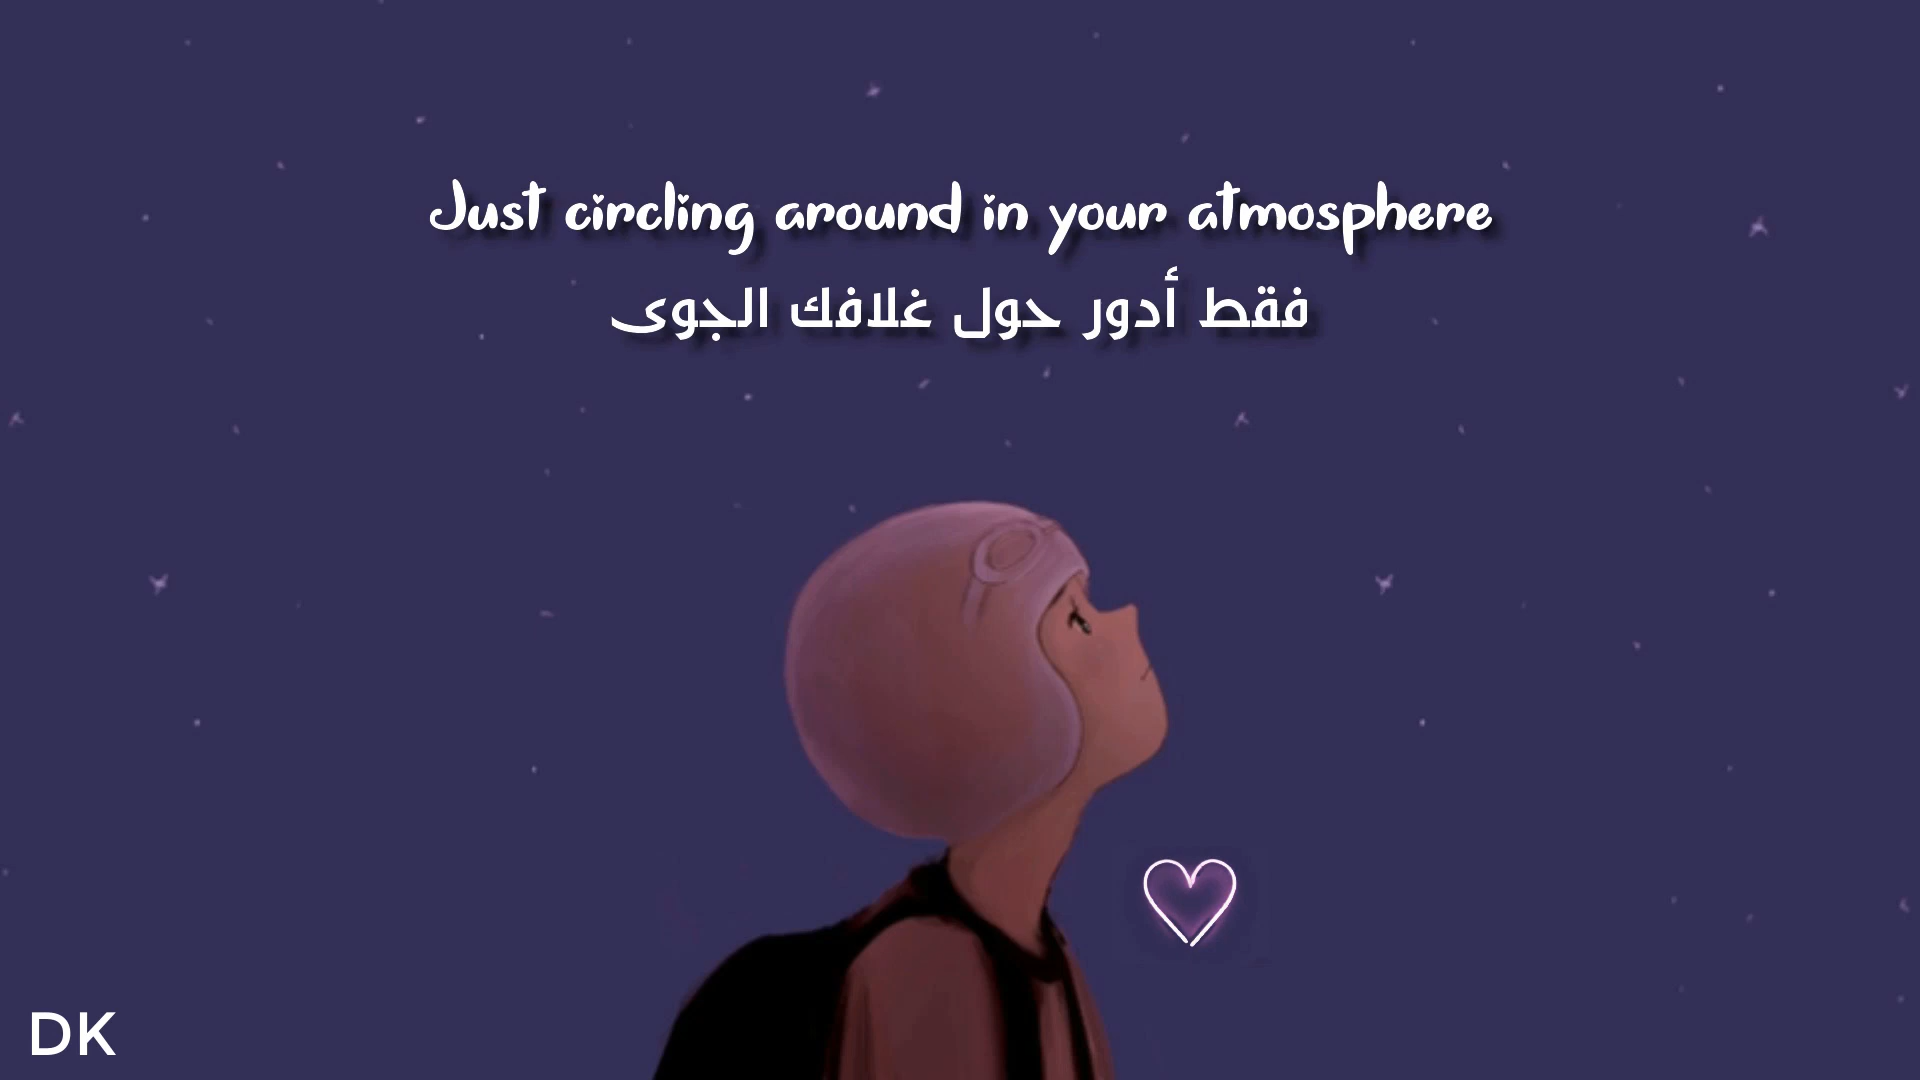 Just circling around in your atmosphere
فقط أدور حول غلافك الجوى
DK